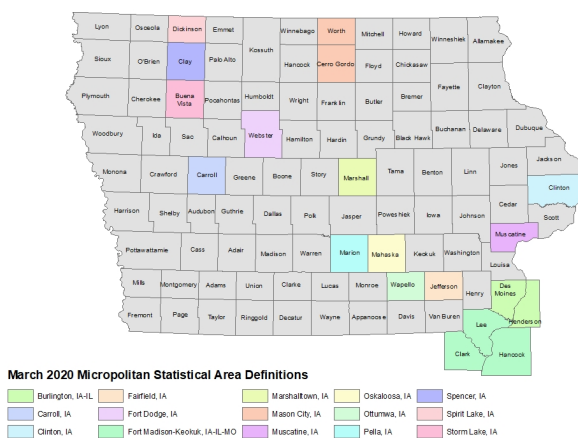 Lyon Osceola Dickinson Emmet Winnebago Worth Mitchell Howard Winneshiek Allamakee
Kossuth
Sioux O'Brien Clay Palo Alto Hancock Cerro Gordo Floyd Chickasaw
Fayette Clayton
Plymouth Cherokee Buena Vista Pocahontas Humboldt Wright Franklin Butler Bremer
Woodbury Ida Sac Calhoun Webster Hamilton Hardin Grundy Black Hawk Buchanan Delaware Dubuque
Jackson
Monona Crawford Carroll Greene Boone Story Marshall Tama Benton Linn Jones
Clinton
Cedar
Harrison Shelby Audubon Guthrie Dallas Polk Jasper Poweshiek Iowa Johnson Scott
Muscatine
Pottawattamie Cass Adair Madison Warren Marion Mahaska Keokuk Washington
Louisa
Mills Montgomery Adams Union Clarke Lucas Monroe Wapello Jefferson Henry Des Moines
Fremont Page Taylor Ringgold Decatur Wayne Appanoose Davis Van Buren Lee Henderson
Clark Hancock
March 2020 Micropolitan Statistical Area Definitions
Burlington, IA-IL Fairfield, IA Marshalltown, IA Oskaloosa, IA Spencer, IA
Carroll, IA Fort Dodge, IA Mason City, IA Ottumwa, IA Spirit Lake, IA
Clinton, IA Fort Madison-Keokuk, IA-IL-MO Muscatine, IA Pella, IA Storm Lake, IA